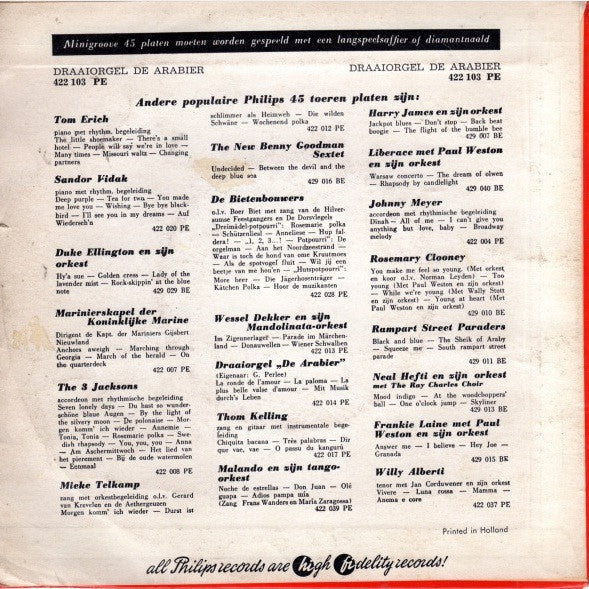 Minigroove 45 platen moeten worden gespeeld met een langspeelsaffier of diamantnaald
DRAAIORGEL DE ARABIER
422 103 PE
DRAAIORGEL DE ARABIER
422 103 PE
Andere populaire Philips 45 toeren platen zijn:
Tom Erich
piano met rhythm. begeleiding
The little shoemaker — There's a small
hotel — People will say we're in love —
Many times — Missouri waltz — Changing
partners
Sandor Vidak
piano met rhythm. begeleiding
Deep purple — Tea for two — You made
me love you — Wishing — Bye bye black-
bird — I'll see you in my dreams — Auf
Wiederseh'n
422 020 PE
Duke Ellington en zijn
orkest
Hy'a sue — Golden cress — Lady of the
lavender mist — Rock-skippin' at the blue
note
429 029 BE
Marinierskapel der
Koninklijke Marine
Dirigent de Kapt. der Mariniers Gijsbert
Nieuwland
Anchors aweigh — Marching through
Georgia — March of the herald — On
the quarterdeck
422 007 PE
The 3 Jacksons
accordeon met rhythmische begeleiding
Seven lonely days — Du bist so wunder-
schöne blaue Augen — By the light of
the silvery moon — De polonaise — Mor-
gen komm' ich wieder — Annemie —
Tonia, Tonia — Rosemarie polka — Swe-
dish rhapsody — You, you, you — Anna
— Am Aschermittwoch — Het lied van
het pierement — Bij de oude watermolen
— Eenmaal
422 008 PE
Mieke Telkamp
zang met orkestbegeleiding o.l.v. Gerard
van Krevelen en de Aethergeuzen
Morgen komm' ich wieder — Durst ist
schlimmer als Heimweh — Die wilden
Schwäne — Wochenend polka
422 012 PE
The New Benny Goodman
Sextet
Undecided — Between the devil and the
deep blue sea
429 016 BE
De Bietenbouwers
o.l.v. Boer Biet met zang van de Hilver-
sumse Feestgangers en De Dorsvlegels
„Dreimädel-potpourri": Rosemarie polka
— Schützenliesl — Anneliese — Hup fal-
dera! — „1, 2, 3...! - Potpourri": De
orgelman — Aan het Noordzeestrand —
Waar is toch de hond van ome Kruutmoes
— Als de spotvogel fluit — Wil jij een
beetje van me hou'en — „Hutspotpourri":
More beer — Die Jägerhosenträger —
Kätchen Polka — Hoor de muzikanten
422 028 PE
Wessel Dekker en zijn
Mandolinata-orkest
Im Zigeunerlager — Parade im Märchen-
land — Donauwellen — Wiener Schwalben
422 013 PE
Draaiorgel „De Arabier"
(Eigenaar: G. Perlee)
La ronde de l'amour — La paloma — La
plus belle valse d'amour — Mit Musik
durch's Leben
422 014 PE
Thom Kelling
zang en gitaar met instrumentale bege-
leiding
Chiquita bacana — Três palabras — Diz
que vae, vae — O passo du kangurú
422 017 PE
Malando en zijn tango-
orkest
Noche de estrellas — Don Juan — Olé
guapa — Adios pampa mia
(Zang Frans Wanders en Maria Zaragossa)
422 039 PE
Harry James en zijn orkest
Jackpot blues — Don't stop — Back beat
boogie — The flight of the bumble bee
429 007 BE
Liberace met Paul Weston
en zijn orkest
Warsaw concerto — The dream of olwen
— Rhapsody by candlelight
429 040 BE
Johnny Meyer
accordeon met rhythmische begeleiding
Dinah — All of me — I can't give you
anything but love, baby — Broadway
melody
422 004 PE
Rosemary Clooney
You make me feel so young. (Met orkest
en koor o.l.v. Norman Leyden) — Too
young (Met Paul Weston en zijn orkest)
— While we're young (Met Wally Stott
en zijn orkest) — Young at heart (Met
Paul Weston en zijn orkest)
429 010 BE
Rampart Street Paraders
Black and blue — The Sheik of Araby
— Squeeze me — South rampart street
parade
429 011 BE
Neal Hefti en zijn orkest
met The Ray Charles Choir
Mood indigo — At the woodchoppers'
ball — One o'clock jump — Skyliner
429 013 BE
Frankie Laine met Paul
Weston en zijn orkest
Answer me — I believe — Hey Joe —
Granada
429 015 BE
Willy Alberti
tenor met Jan Corduwener en zijn orkest
Vivere — Luna rossa — Mamma —
Anema e core
422 037 PE
Printed in Holland
all Philips records are high fidelity records!